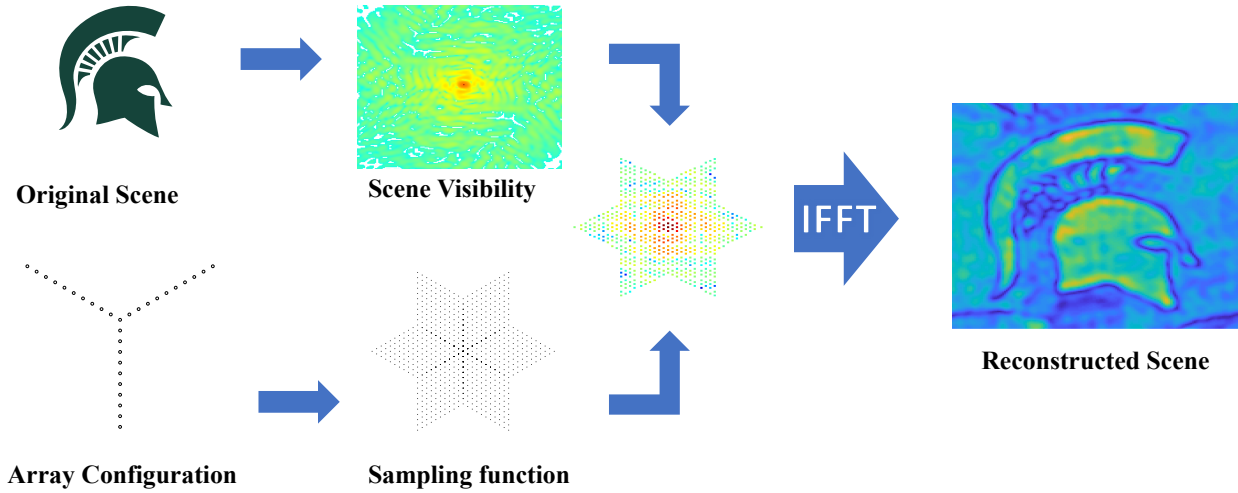 Original Scene
Scene Visibility
IFFT
Reconstructed Scene
Array Configuration
Sampling function